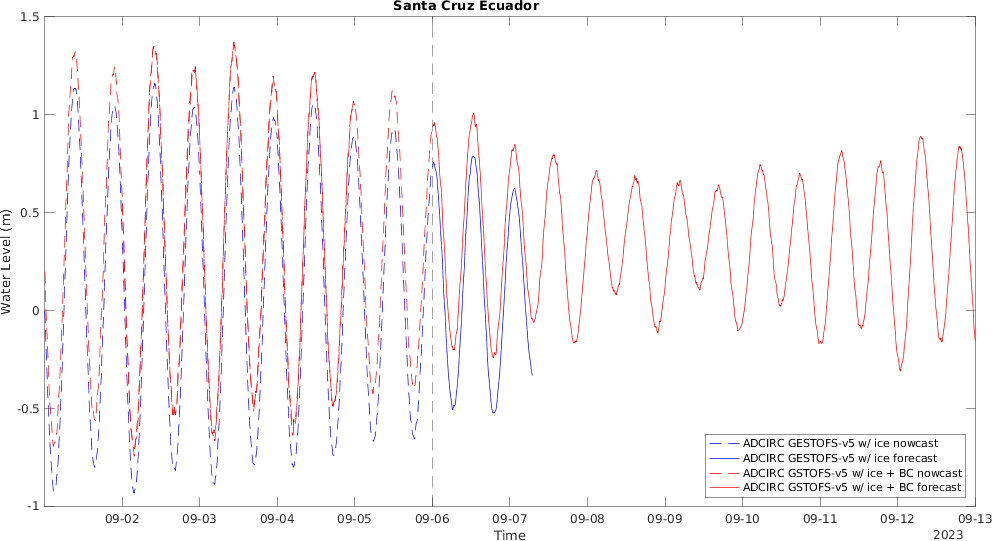 Santa Cruz Ecuador
1.5
1
0.5
0
-0.5
-1
Water Level (m)
09-02 09-03 09-04 09-05 09-06 09-07 09-08 09-09 09-10 09-11 09-12 09-13
Time
2023
ADCIRC GESTOFS-v5 w/ ice nowcast
ADCIRC GESTOFS-v5 w/ ice forecast
ADCIRC GSTOFS-v5 w/ ice + BC nowcast
ADCIRC GSTOFS-v5 w/ ice + BC forecast